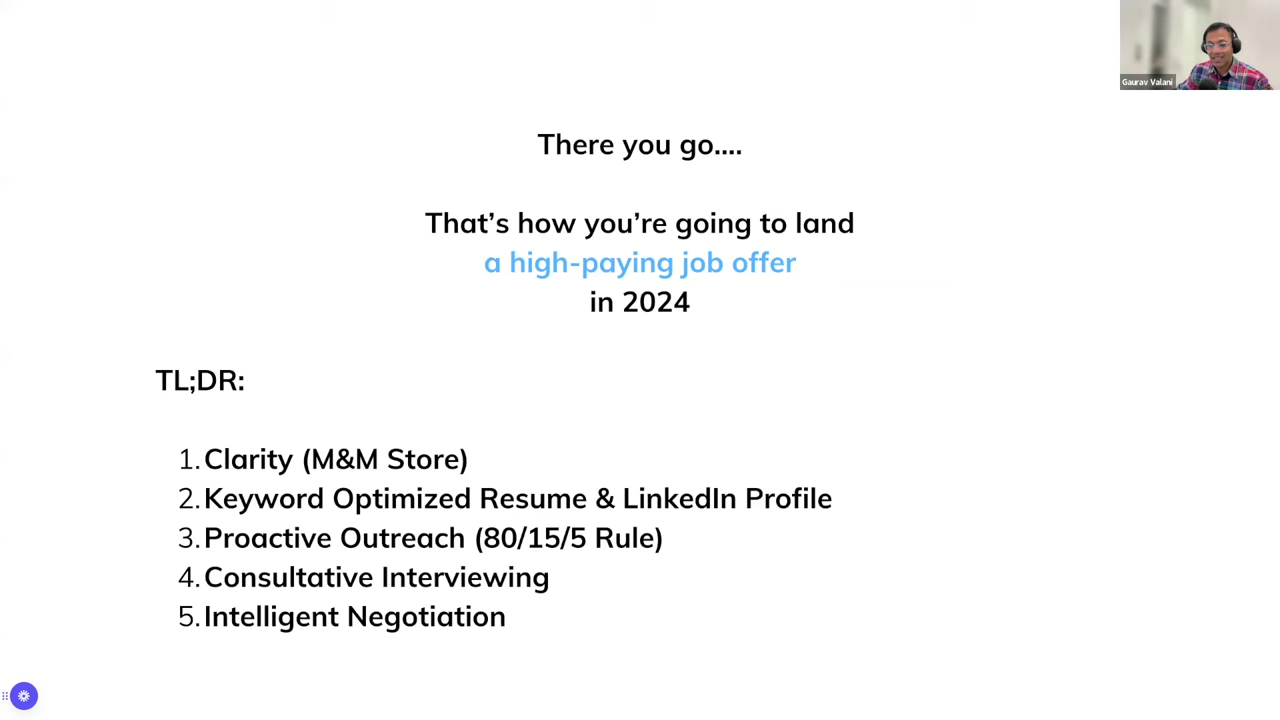 Gaurav Valani
There you go....
That’s how you’re going to land
a high-paying job offer
in 2024
TL;DR:
1. Clarity (M&M Store)
2. Keyword Optimized Resume & LinkedIn Profile
3. Proactive Outreach (80/15/5 Rule)
4. Consultative Interviewing
5. Intelligent Negotiation